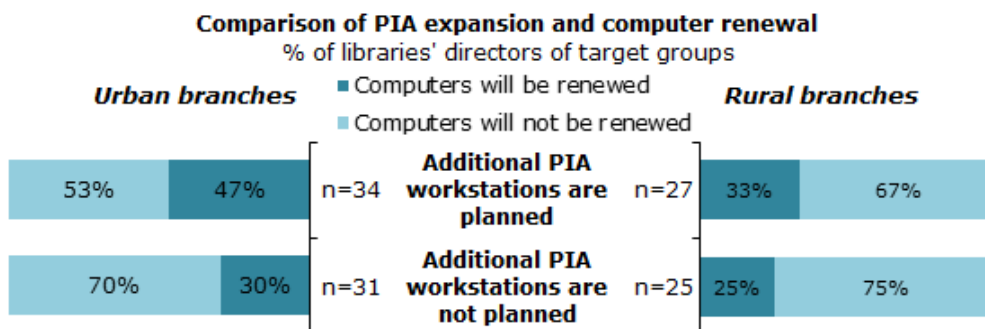 Comparison of PIA expansion and computer renewal
% of libraries' directors of target groups
Urban branches
Computers will be renewed
Computers will not be renewed
Rural branches
53% 47% n=34 Additional PIA workstations are planned n=27 33% 67%
70% 30% n=31 Additional PIA workstations are not planned n=25 25% 75%